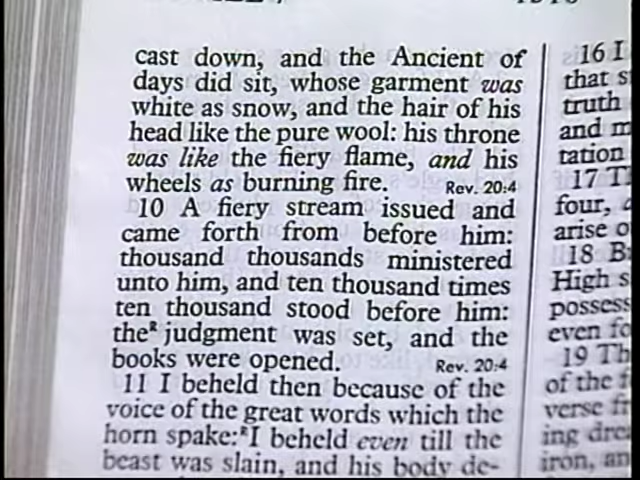 cast down, and the Ancient of
days did sit, whose garment was
white as snow, and the hair of his
head like the pure wool: his throne
was like the fiery flame, and his
wheels as burning fire. Rev. 20:4
10 A fiery stream issued and
came forth from before him:
thousand thousands ministered
unto him, and ten thousand times
ten thousand stood before him:
theᴿ judgment was set, and the
books were opened. Rev. 20:4
11 I beheld then because of the
voice of the great words which the
horn spake:ᴿI beheld even till the
beast was slain, and his body de-
16 I
that
truth
and
tation
17
four,
arise
18
High
possess
even
19
of the
verse
ing
iron,